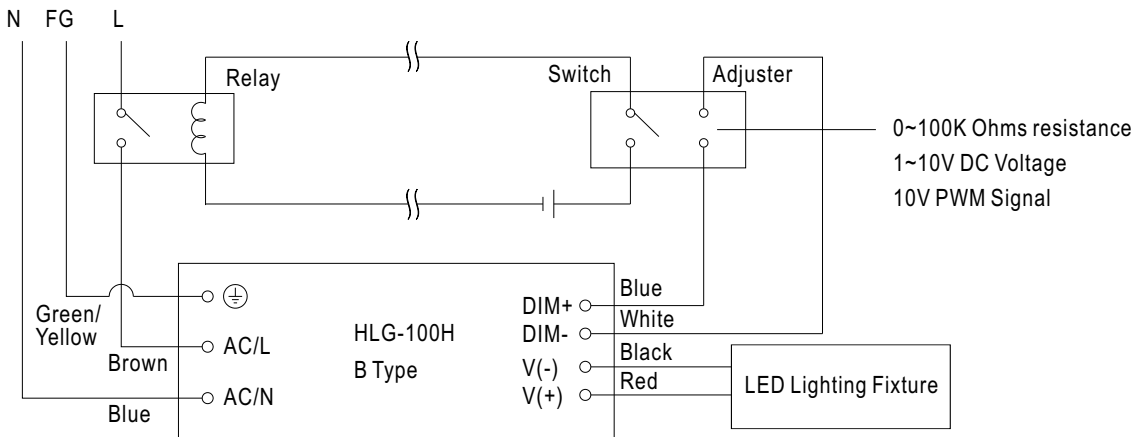 N FG L
Relay
Switch
Adjuster
0~100K Ohms resistance
1~10V DC Voltage
10V PWM Signal
Green/
Yellow
Brown
Blue
AC/L
AC/N
HLG-100H
B Type
DIM+
DIM-
V(-)
V(+)
Blue
White
Black
Red
LED Lighting Fixture